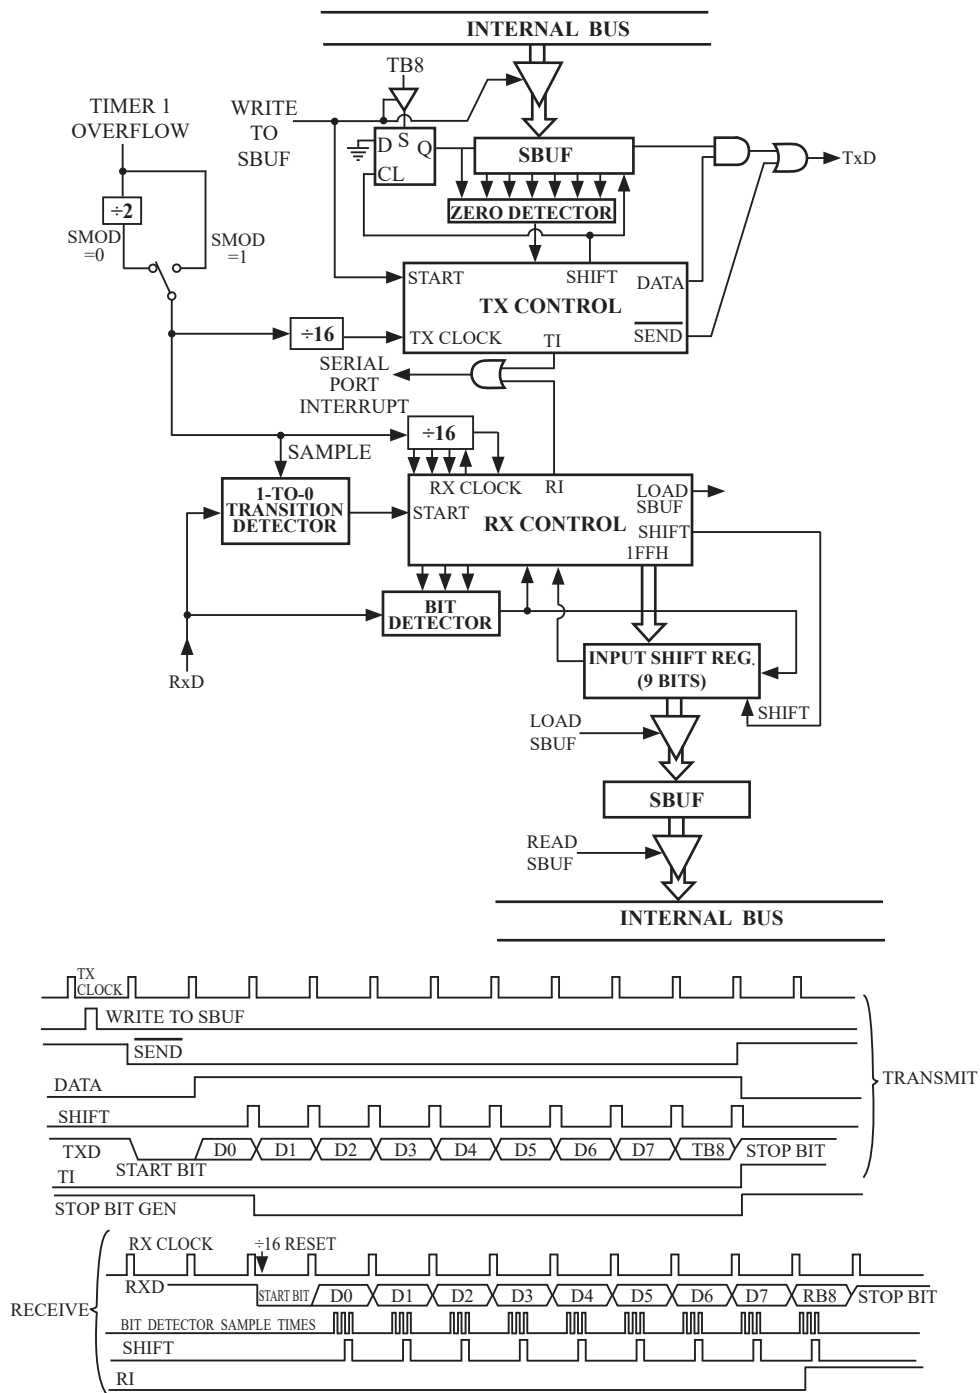 INTERNAL BUS
TB8
TIMER 1
OVERFLOW
WRITE
TO
SBUF
D S Q
CL
SBUF
TxD
÷2
ZERO DETECTOR
SMOD
=0
SMOD
=1
START
SHIFT
DATA
TX CONTROL
÷16
TX CLOCK
TI
SEND
SERIAL
PORT
INTERRUPT
÷16
SAMPLE
RX CLOCK
RI
LOAD
SBUF
1-TO-0
TRANSITION
DETECTOR
START
RX CONTROL
SHIFT
1FFH
BIT
DETECTOR
INPUT SHIFT REG.
(9 BITS)
RxD
SHIFT
LOAD
SBUF
SBUF
READ
SBUF
INTERNAL BUS
TX
CLOCK
WRITE TO SBUF
SEND
TRANSMIT
DATA
SHIFT
TXD
START BIT
D0 D1 D2 D3 D4 D5 D6 D7 TB8
STOP BIT
TI
STOP BIT GEN
RX CLOCK
÷16 RESET
RXD
START BIT
D0 D1 D2 D3 D4 D5 D6 D7 RB8
STOP BIT
RECEIVE
BIT DETECTOR SAMPLE TIMES
SHIFT
RI